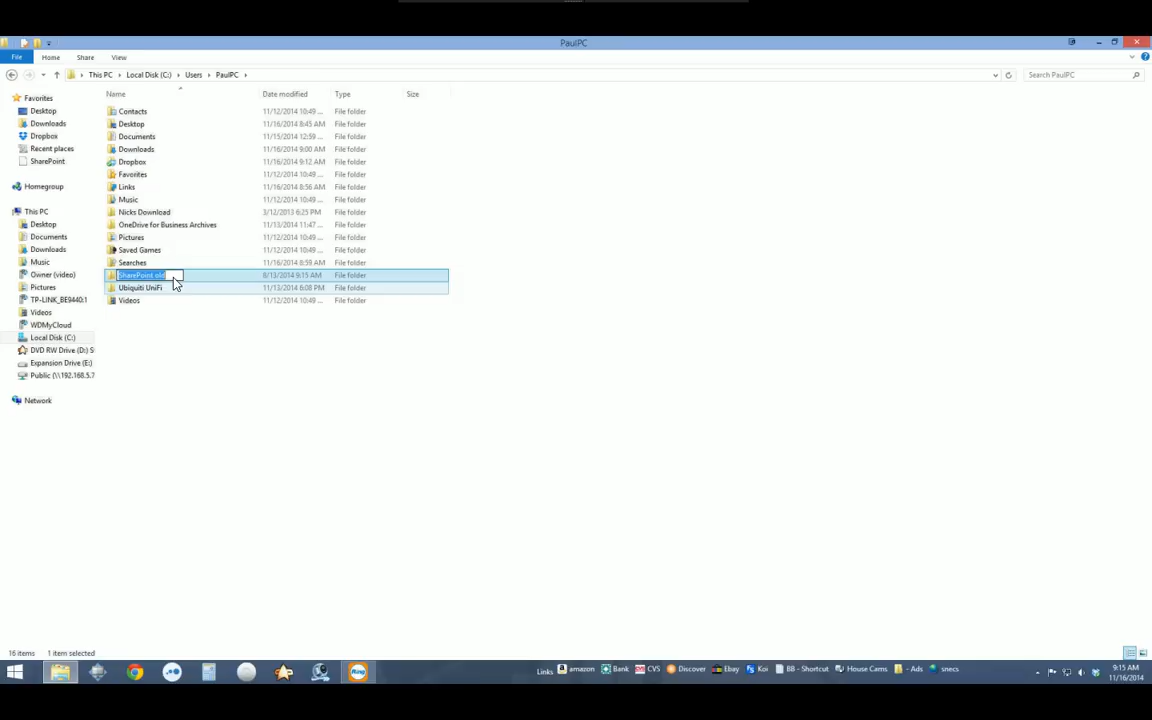 PaulPC
File Home Share View
This PC Local Disk (C:) Users PaulPC Search PaulPC
Name Date modified Type Size
Favorites
Desktop
Downloads
Dropbox
Recent places
SharePoint
Homegroup
This PC
Desktop
Documents
Downloads
Music
Owner (video)
Pictures
TP-LINK_BE9440:1
Videos
WDMyCloud
Local Disk (C:)
DVD RW Drive (D:) S
Expansion Drive (E:)
Public (\\192.168.5.7
Network
Contacts 11/12/2014 10:49 ... File folder
Desktop 11/16/2014 8:45 AM File folder
Documents 11/15/2014 12:59 ... File folder
Downloads 11/16/2014 9:00 AM File folder
Dropbox 11/16/2014 9:12 AM File folder
Favorites 11/12/2014 10:49 ... File folder
Links 11/16/2014 8:56 AM File folder
Music 11/12/2014 10:49 ... File folder
Nicks Download 3/12/2013 6:25 PM File folder
OneDrive for Business Archives 11/13/2014 11:47 ... File folder
Pictures 11/12/2014 10:49 ... File folder
Saved Games 11/12/2014 10:49 ... File folder
Searches 11/16/2014 8:59 AM File folder
SharePoint old 8/13/2014 9:15 AM File folder
Ubiquiti UniFi 11/13/2014 6:08 PM File folder
Videos 11/12/2014 10:49 ... File folder
16 items 1 item selected
Ring Links amazon Bank CVS Discover Ebay Koi BB - Shortcut House Cams - Ads snecs 9:15 AM
11/16/2014